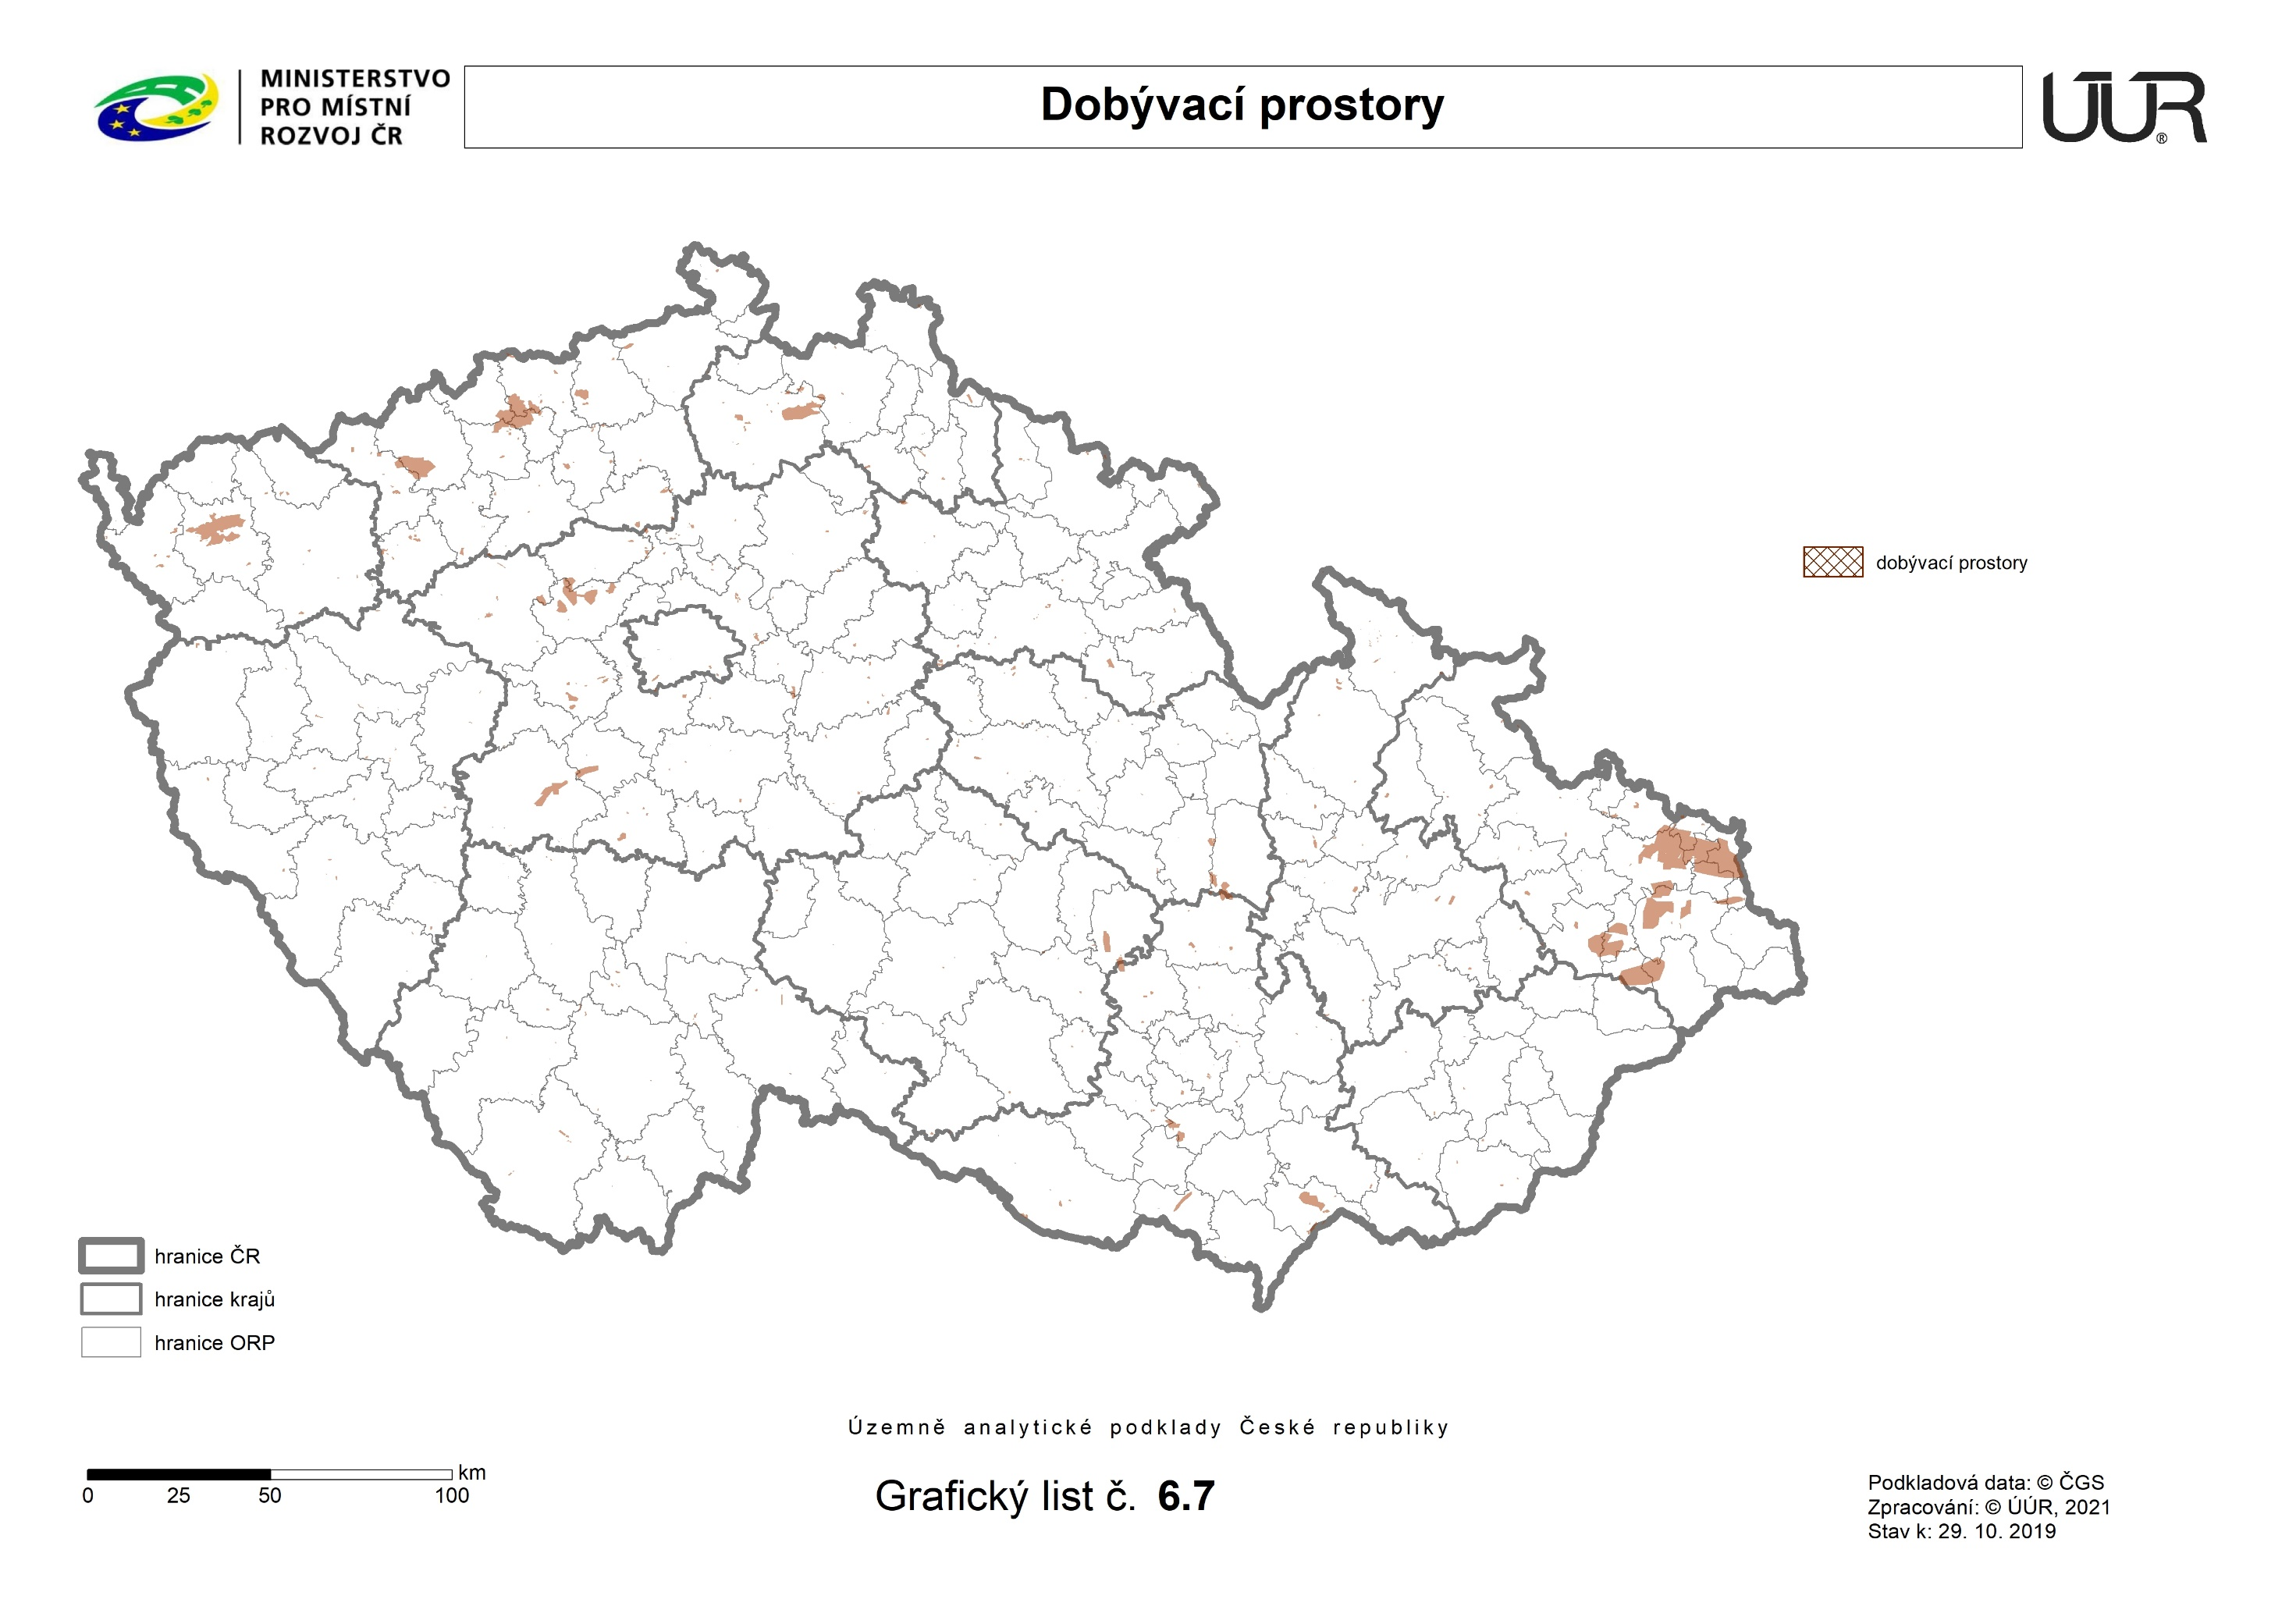 MINISTERSTVO
PRO MÍSTNÍ
ROZVOJ ČR
Dobývací prostory
ÚÚR®
dobývací prostory
hranice ČR
hranice krajů
hranice ORP
Územně analytické podklady České republiky
km
0 25 50 100
Grafický list č. 6.7
Podkladová data: © ČGS
Zpracování: © ÚÚR, 2021
Stav k: 29. 10. 2019